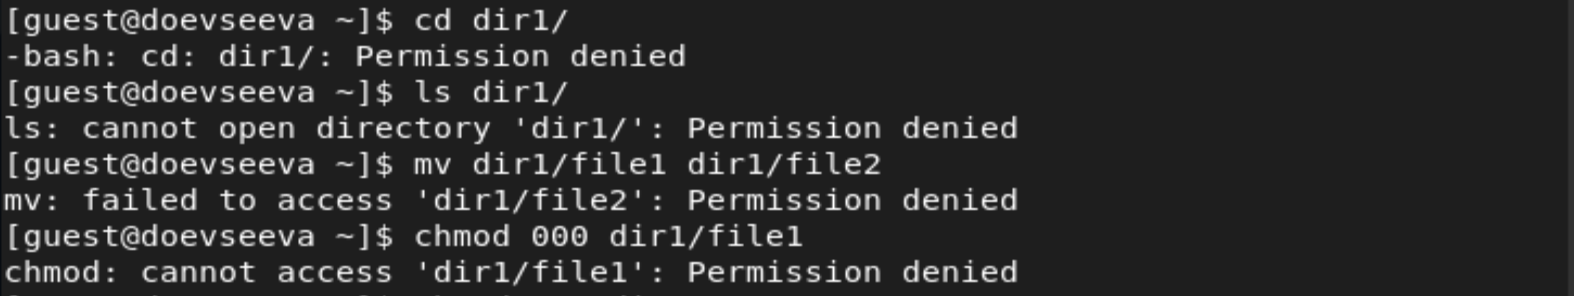 [guest@doevseeva ~]$ cd dir1/
-bash: cd: dir1/: Permission denied
[guest@doevseeva ~]$ ls dir1/
ls: cannot open directory 'dir1/': Permission denied
[guest@doevseeva ~]$ mv dir1/file1 dir1/file2
mv: failed to access 'dir1/file2': Permission denied
[guest@doevseeva ~]$ chmod 000 dir1/file1
chmod: cannot access 'dir1/file1': Permission denied